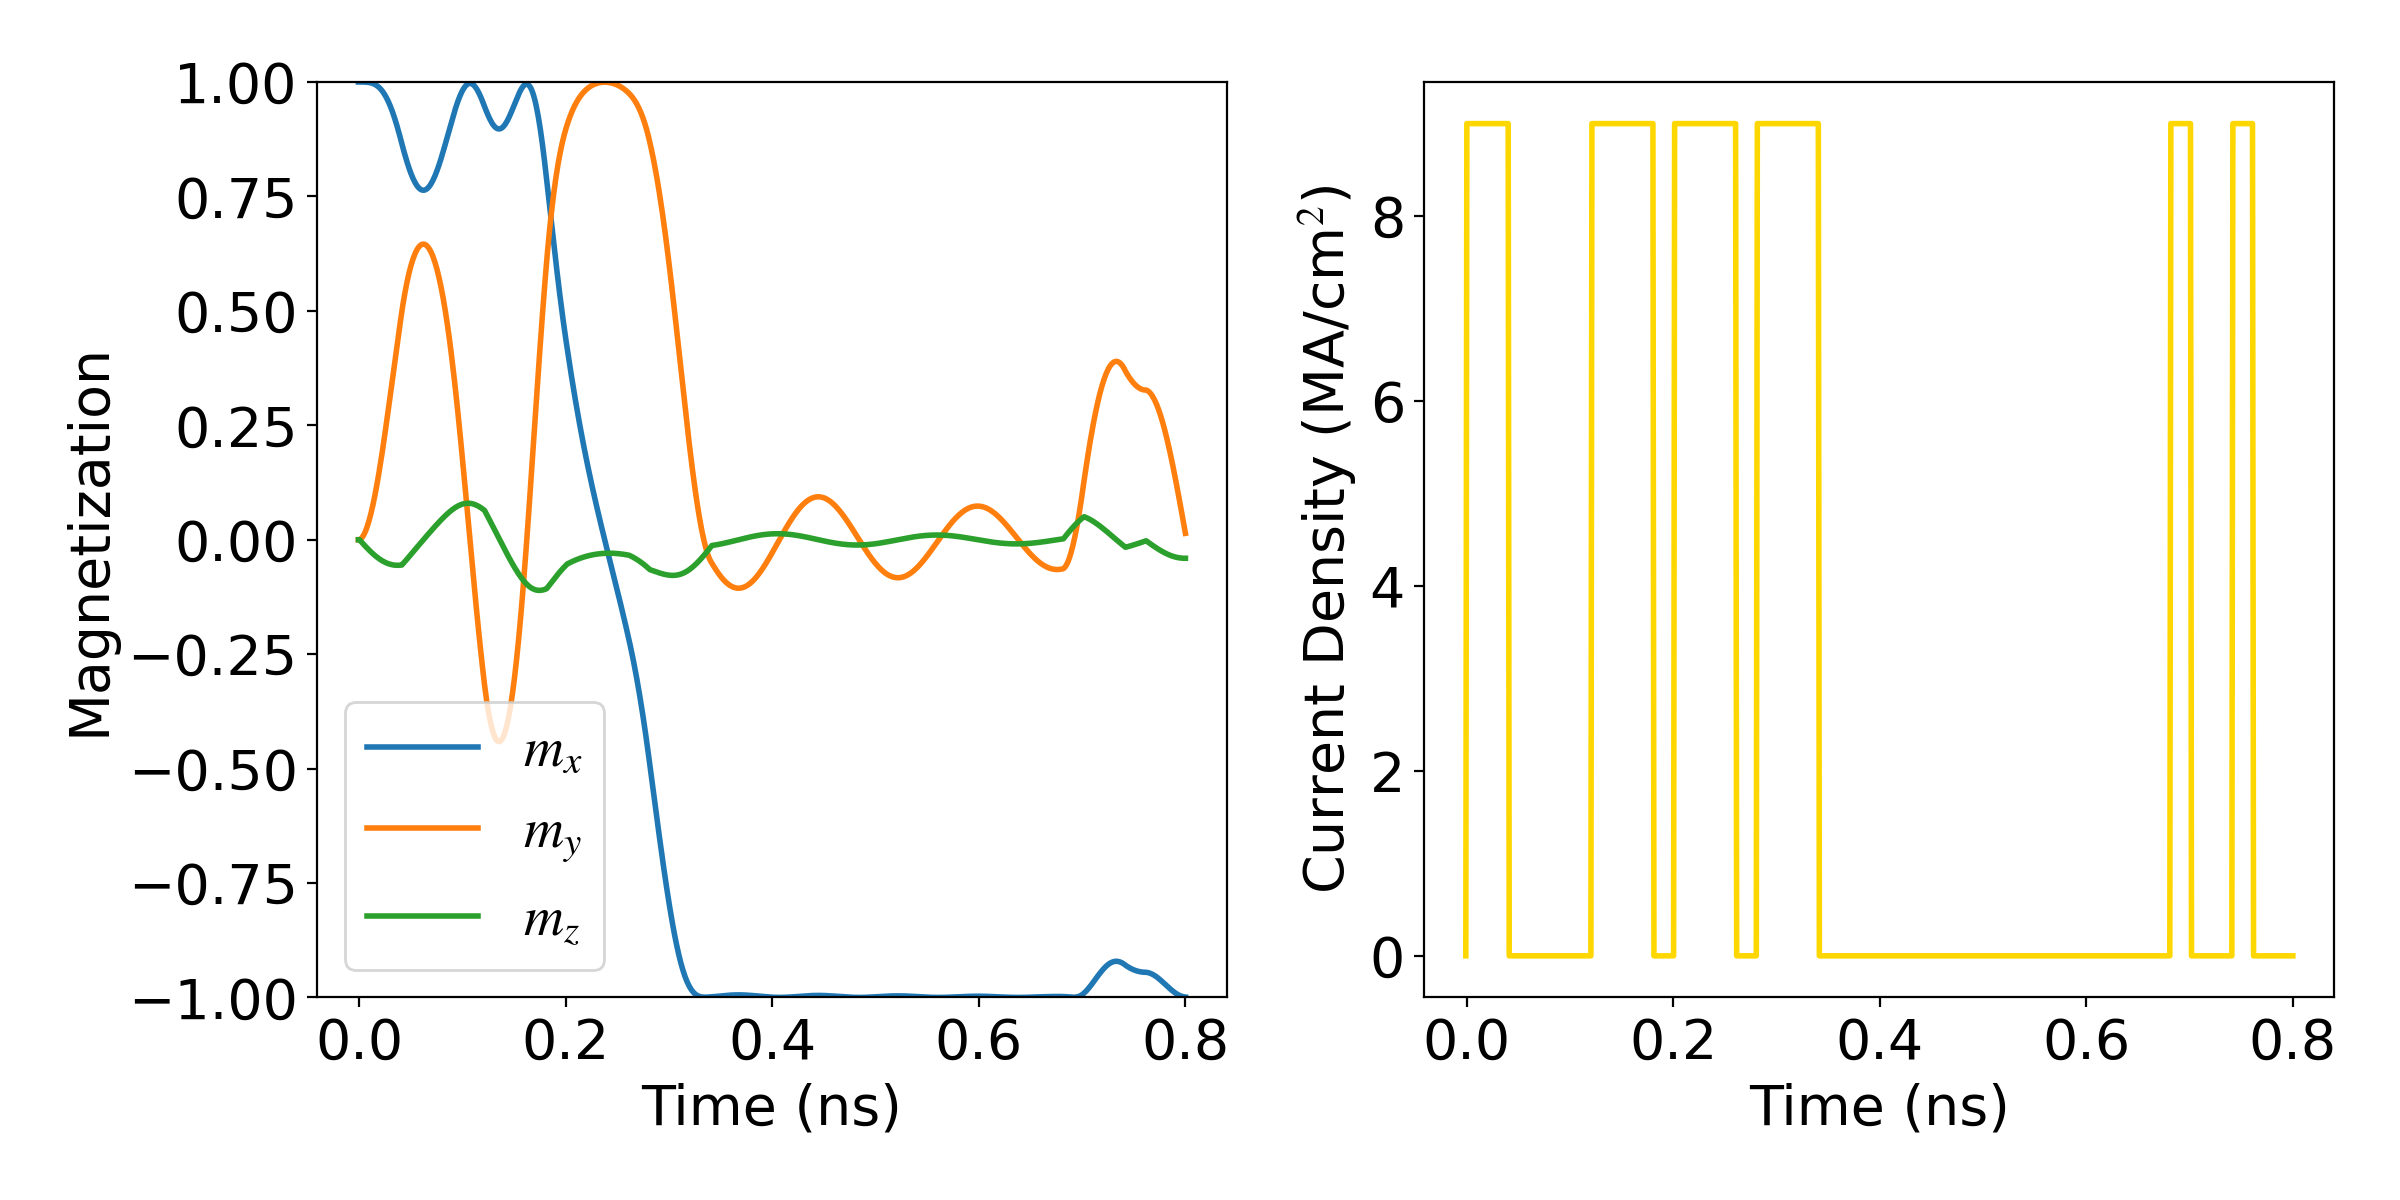 Magnetization
1.00
0.75
0.50
0.25
0.00
−0.25
−0.50
−0.75
−1.00
0.0 0.2 0.4 0.6 0.8
Time (ns)
m_x
m_y
m_z
Current Density (MA/cm²)
8
6
4
2
0
0.0 0.2 0.4 0.6 0.8
Time (ns)